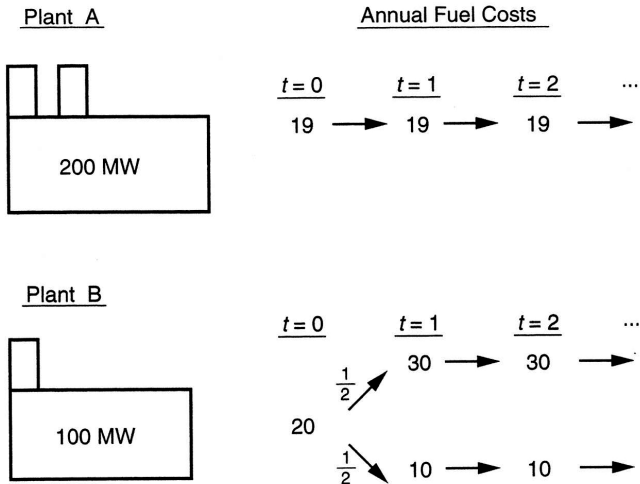 Plant A
Annual Fuel Costs
t = 0 t = 1 t = 2 ...
19 19 19
200 MW
Plant B
t = 0 t = 1 t = 2 ...
30 30
1/2
20
100 MW
1/2
10 10